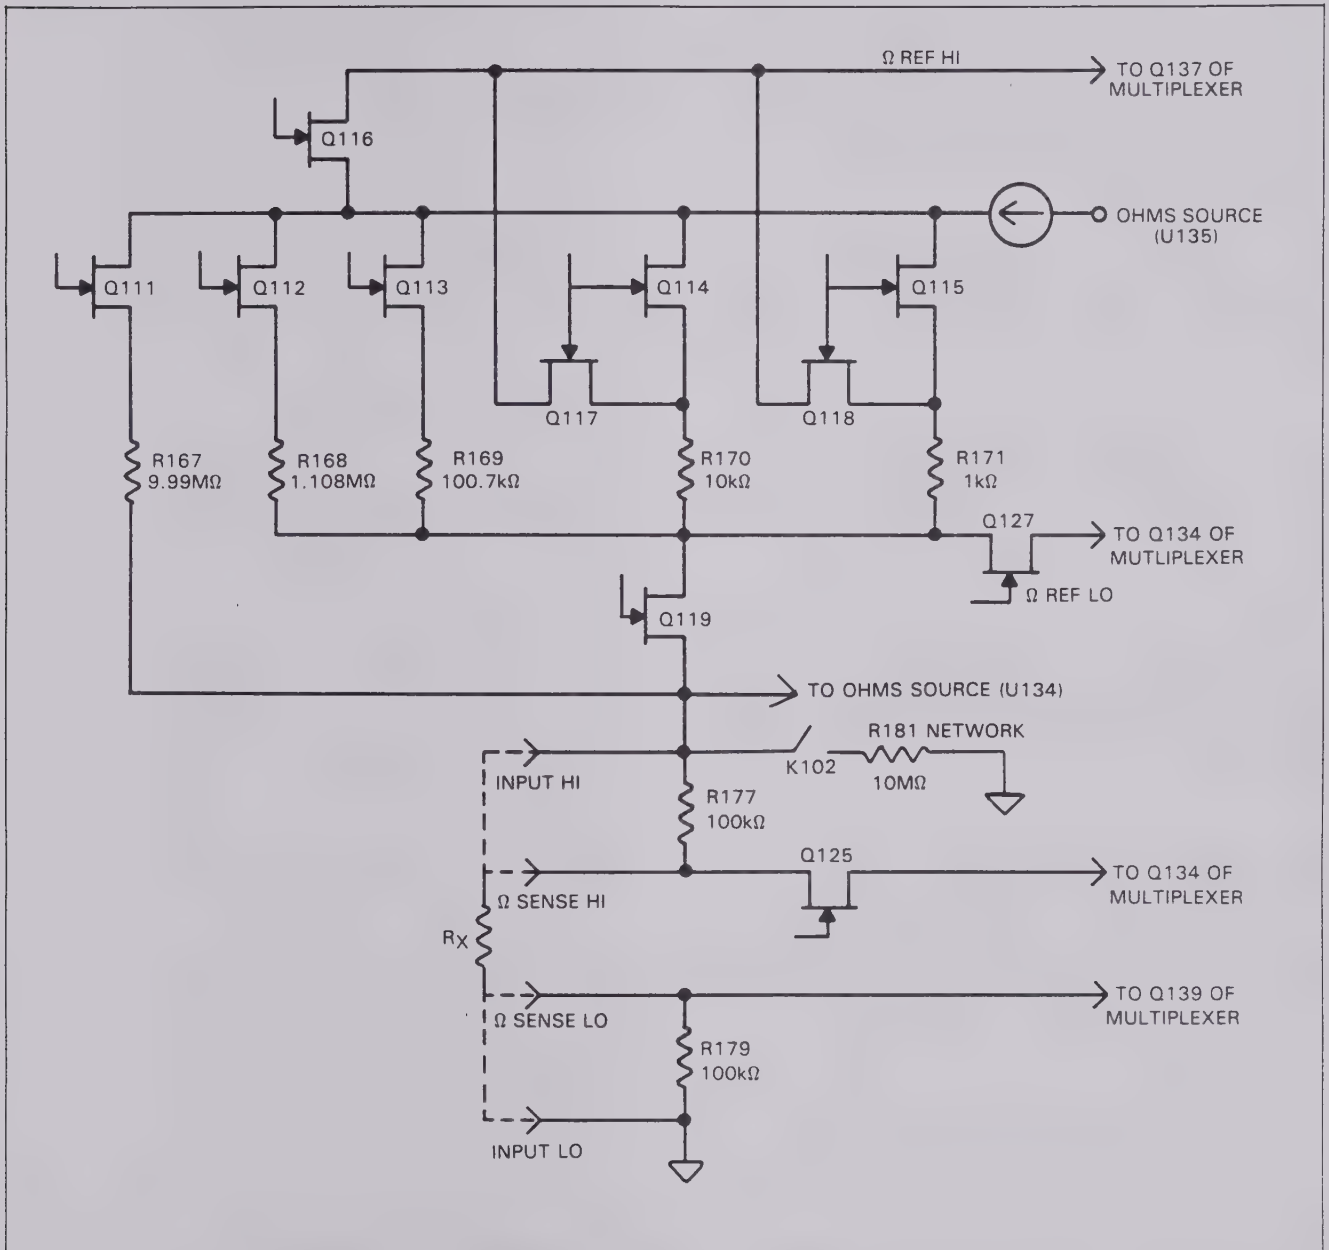 Ω REF HI
TO Q137 OF
MULTIPLEXER
Q116
OHMS SOURCE
(U135)
Q111
Q112
Q113
Q114
Q115
Q117
Q118
R167
9.99MΩ
R168
1.108MΩ
R169
100.7kΩ
R170
10kΩ
R171
1kΩ
Q127
TO Q134 OF
MUTLIPLEXER
Ω REF LO
Q119
TO OHMS SOURCE (U134)
R181 NETWORK
K102
10MΩ
INPUT HI
R177
100kΩ
Q125
TO Q134 OF
MULTIPLEXER
Ω SENSE HI
RX
TO Q139 OF
MULTIPLEXER
Ω SENSE LO
R179
100kΩ
INPUT LO